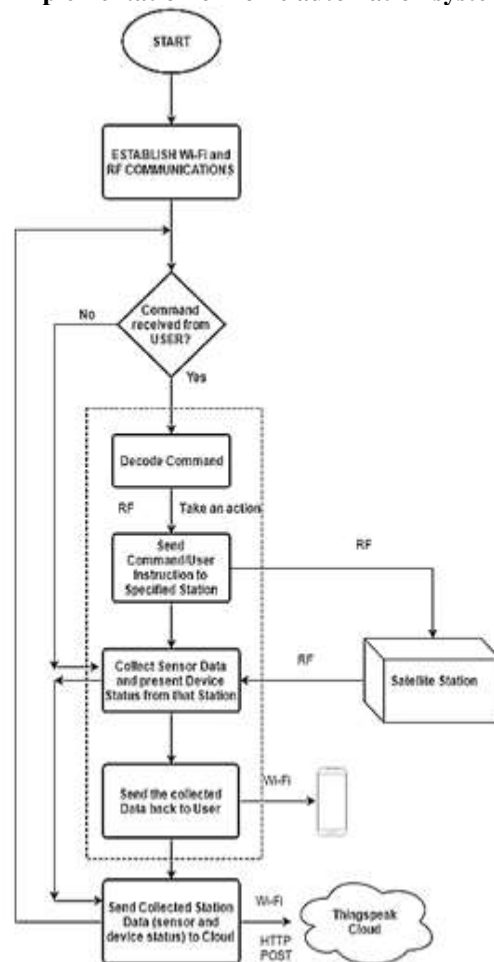 START
ESTABLISH Wi-Fi and
RF COMMUNICATIONS
Command
received from
USER?
No
Yes
Decode Command
RF
Take an action
Send
Command/User
Instruction to
Specified Station
RF
Collect Sensor Data
and present Device
Status from that Station
RF
Satellite Station
Send the collected
Data back to User
Wi-Fi
Send Collected Station
Data (sensor and
device status) to Cloud
Wi-Fi
HTTP
POST
Thingspeak
Cloud